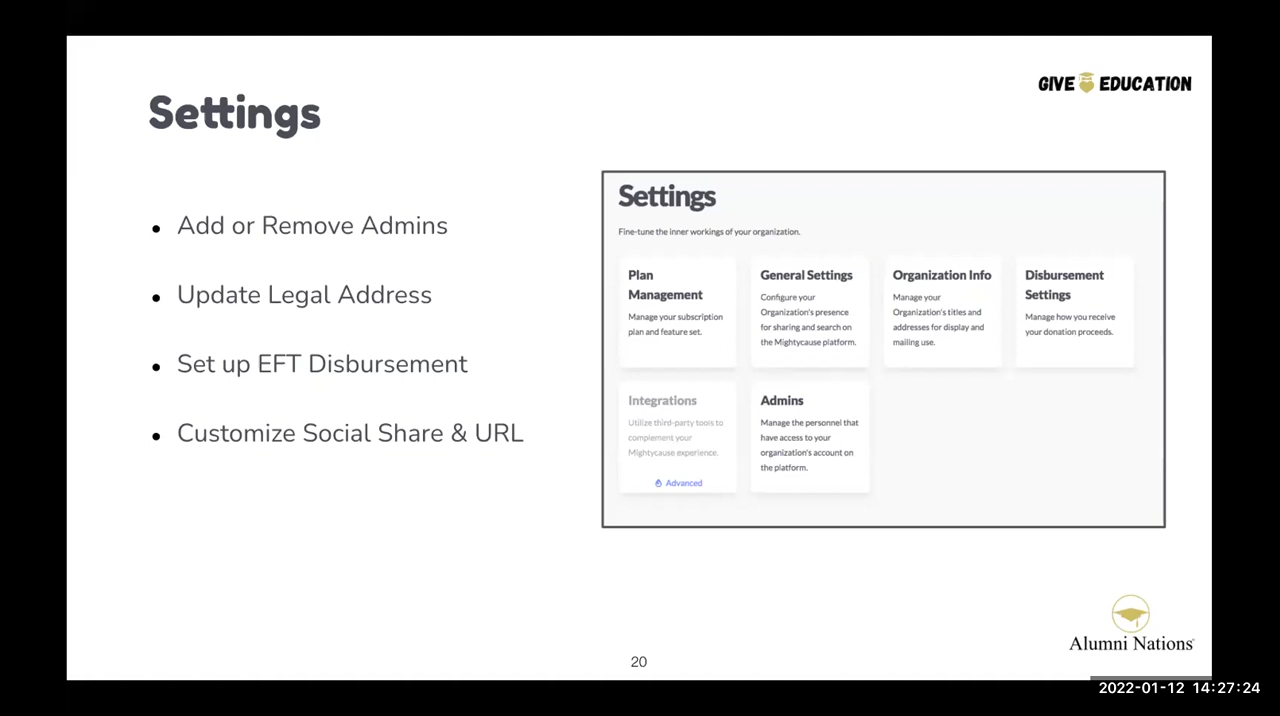 GIVE EDUCATION
Settings
• Add or Remove Admins
• Update Legal Address
• Set up EFT Disbursement
• Customize Social Share & URL
Settings
Fine-tune the inner workings of your organization.
Plan
Management
Manage your subscription
plan and feature set.
General Settings
Configure your
Organization's presence
for sharing and search on
the Mightycause platform.
Organization Info
Manage your
Organization's titles and
addresses for display and
mailing use.
Disbursement
Settings
Manage how you receive
your donation proceeds.
Integrations
Utilize third-party tools to
complement your
Mightycause experience.
Advanced
Admins
Manage the personnel that
have access to your
organization's account on
the platform.
Alumni Nations
20
2022-01-12 14:27:24